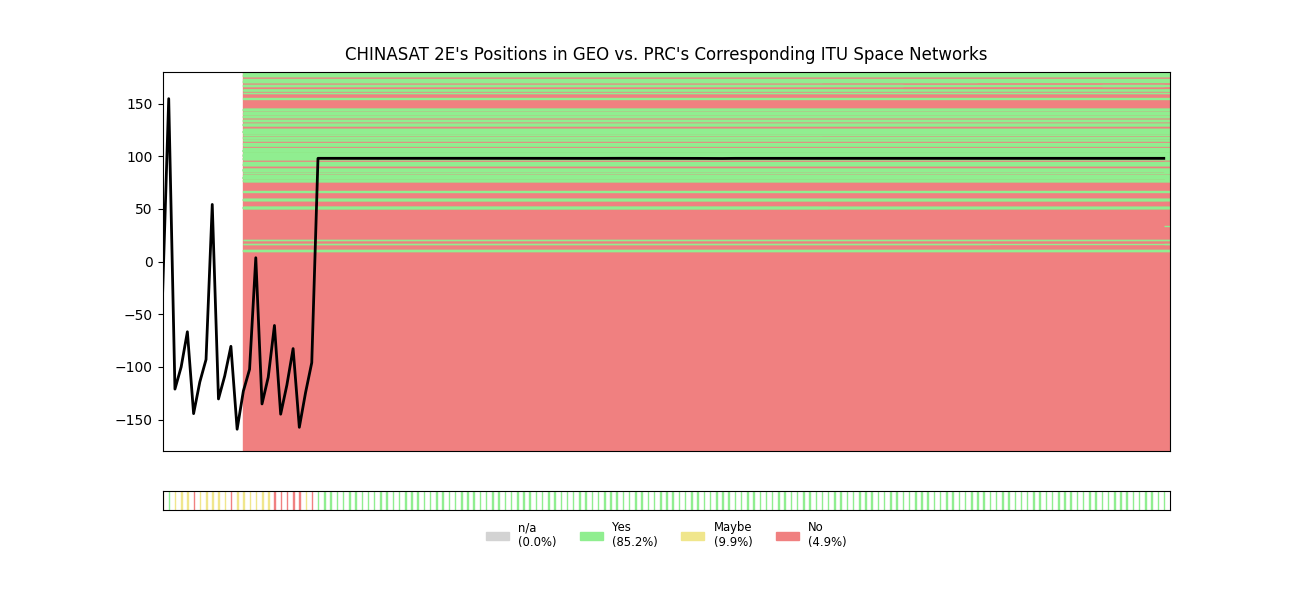 CHINASAT 2E's Positions in GEO vs. PRC's Corresponding ITU Space Networks
150
100
50
0
−50
−100
−150
n/a
(0.0%)
Yes
(85.2%)
Maybe
(9.9%)
No
(4.9%)